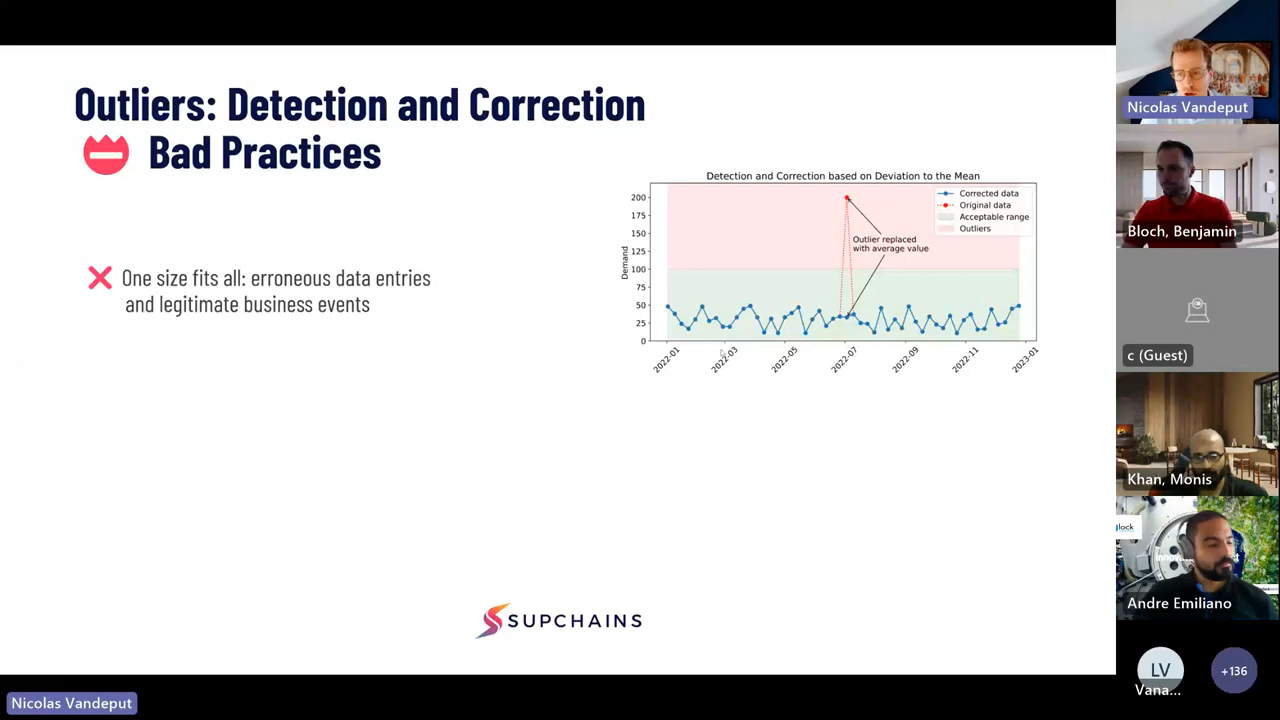 Outliers: Detection and Correction
Bad Practices
One size fits all: erroneous data entries
and legitimate business events
Detection and Correction based on Deviation to the Mean
Demand
200
175
150
125
100
75
50
25
0
Corrected data
Original data
Acceptable range
Outliers
Outlier replaced
with average value
2022-01
2022-03
2022-05
2022-07
2022-09
2022-11
2023-01
SUPCHAINS
Nicolas Vandeput
Nicolas Vandeput
Bloch, Benjamin
c (Guest)
Khan, Monis
lock
Andre Emiliano
LV
Vana...
+136